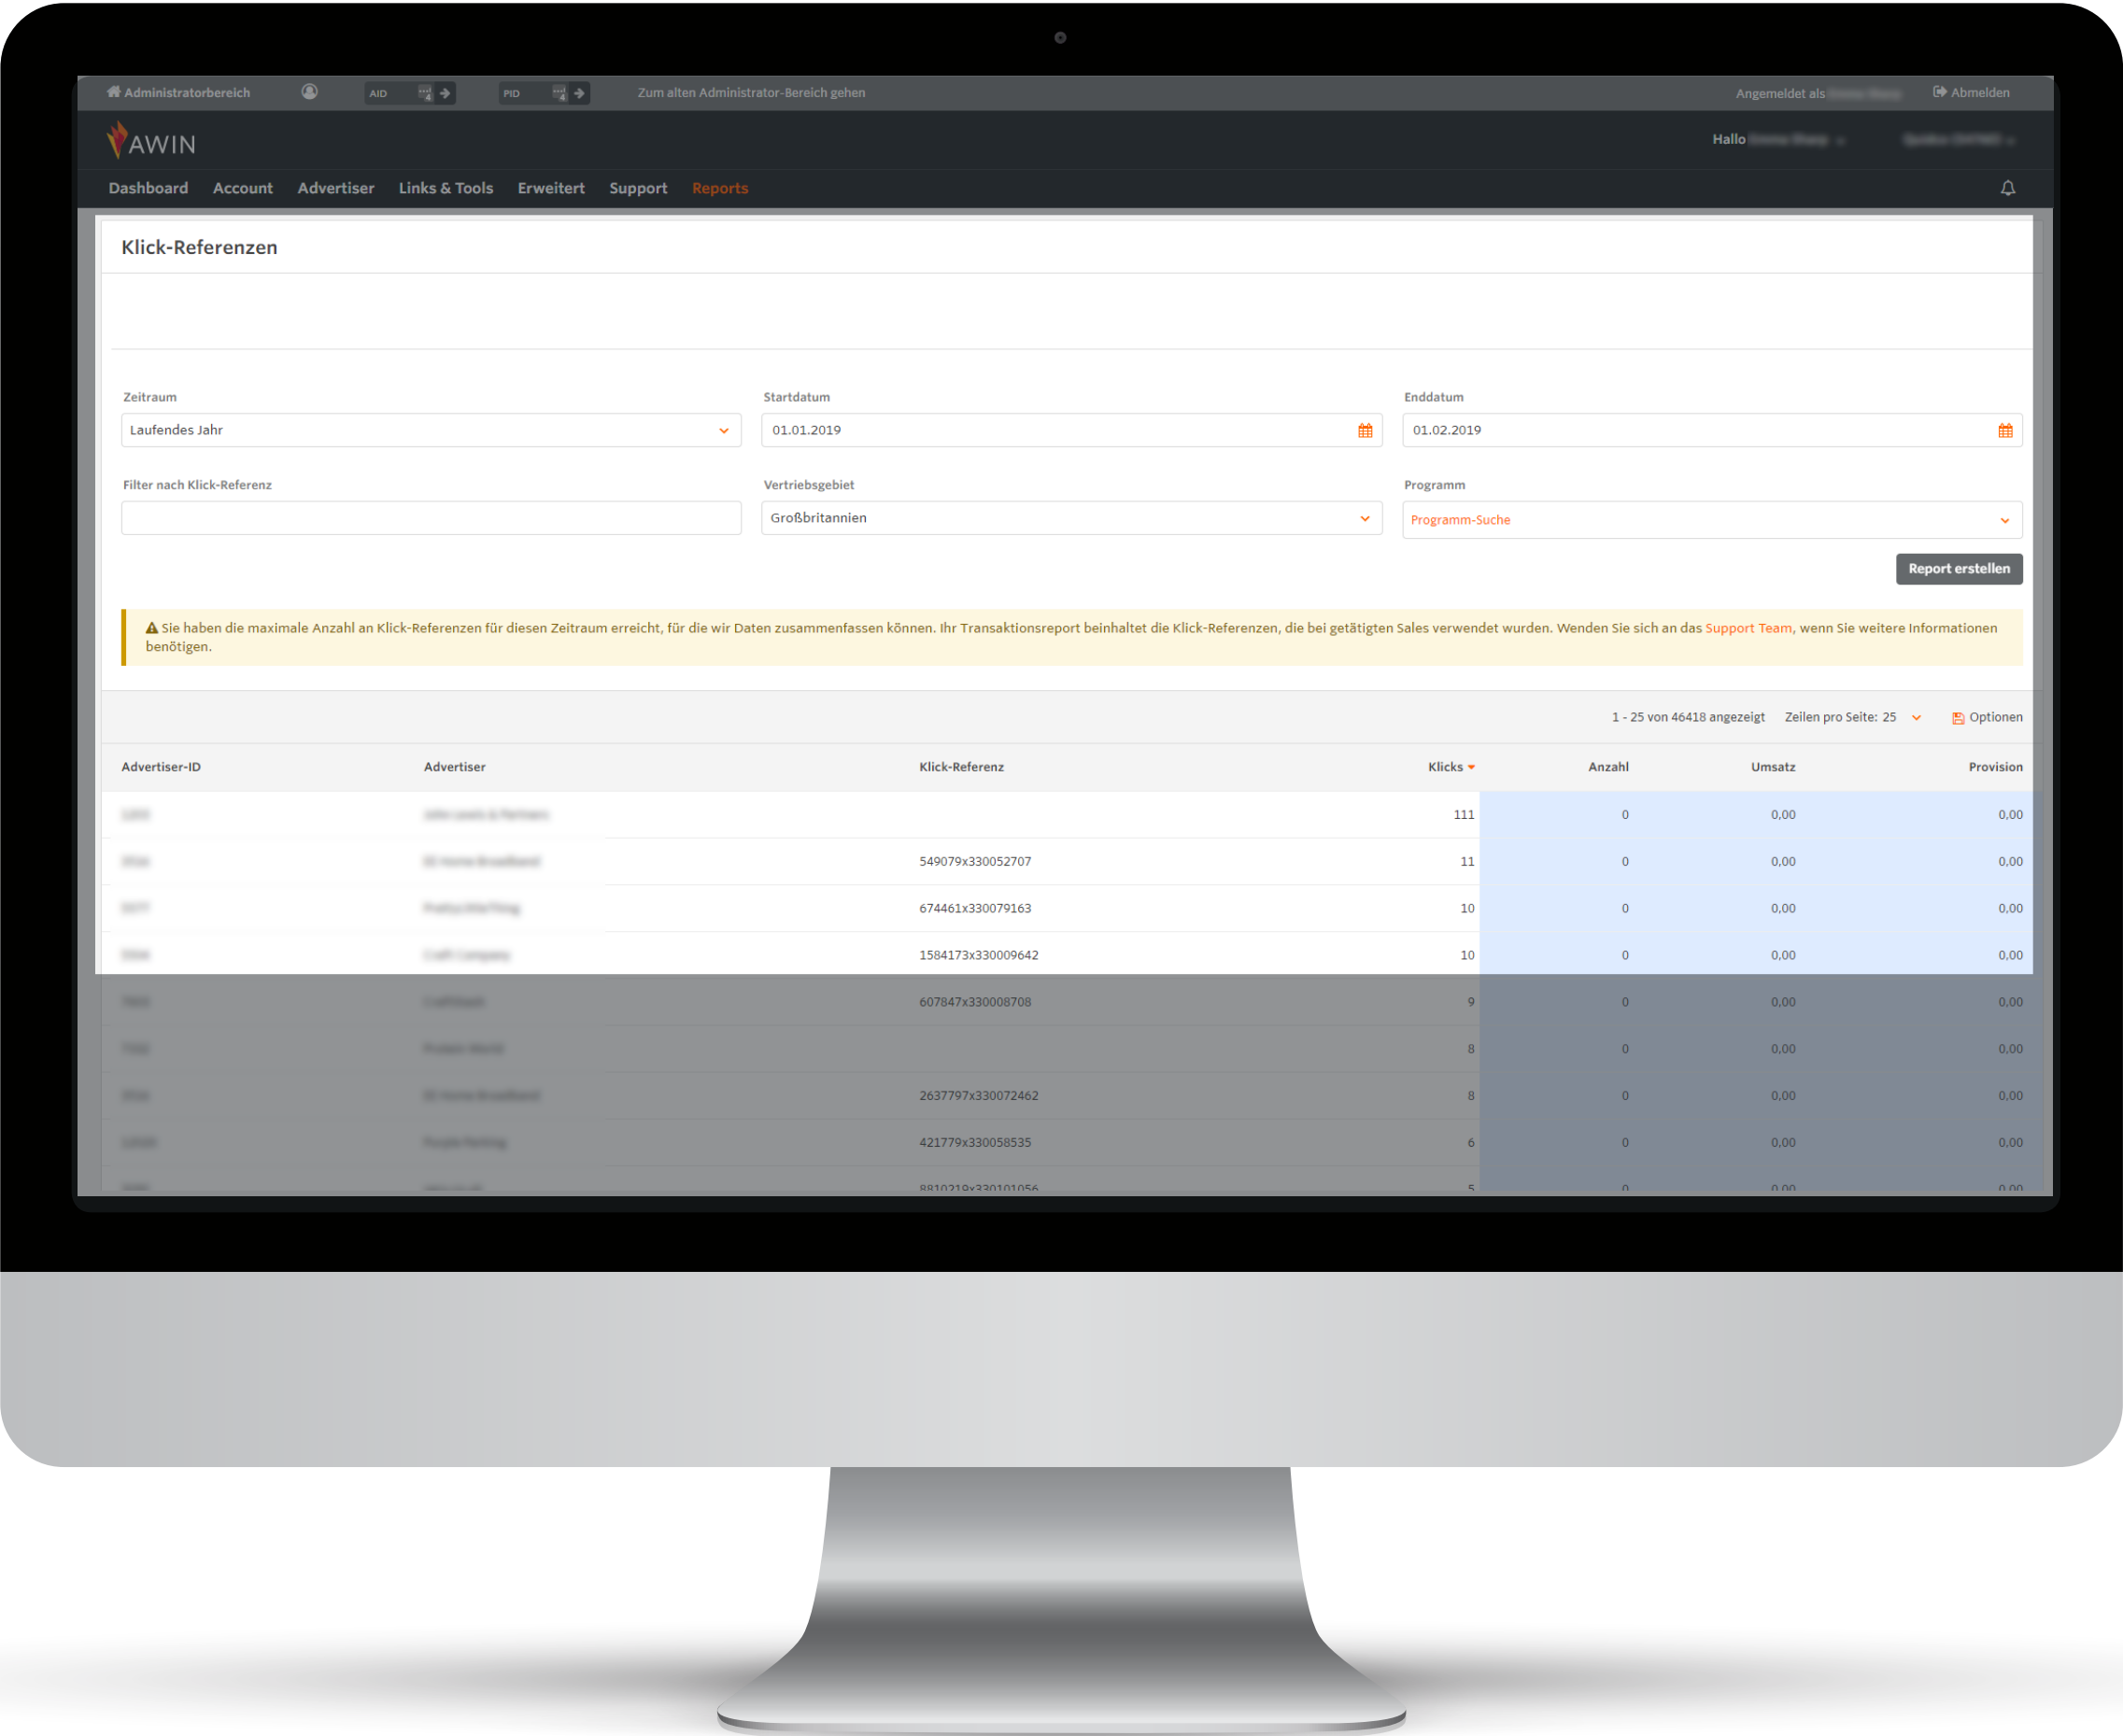 Administratorbereich AID PID Zum alten Administrator-Bereich gehen Angemeldet als Abmelden
AWIN Hallo
Dashboard Account Advertiser Links & Tools Erweitert Support Reports
Klick-Referenzen
Zeitraum Startdatum Enddatum
Laufendes Jahr 01.01.2019 01.02.2019
Filter nach Klick-Referenz Vertriebsgebiet Programm
Großbritannien Programm-Suche
Report erstellen
Sie haben die maximale Anzahl an Klick-Referenzen für diesen Zeitraum erreicht, für die wir Daten zusammenfassen können. Ihr Transaktionsreport beinhaltet die Klick-Referenzen, die bei getätigten Sales verwendet wurden. Wenden Sie sich an das Support Team, wenn Sie weitere Informationen
benötigen.
1 - 25 von 46418 angezeigt Zeilen pro Seite: 25 Optionen
Advertiser-ID Advertiser Klick-Referenz Klicks Anzahl Umsatz Provision
111 0 0,00 0,00
549079x330052707 11 0 0,00 0,00
674461x330079163 10 0 0,00 0,00
1584173x330009642 10 0 0,00 0,00
607847x330008708 9 0 0,00 0,00
8 0 0,00 0,00
2637797x330072462 8 0 0,00 0,00
421779x330058535 6 0 0,00 0,00
8810219x330101056 5 0 0,00 0,00